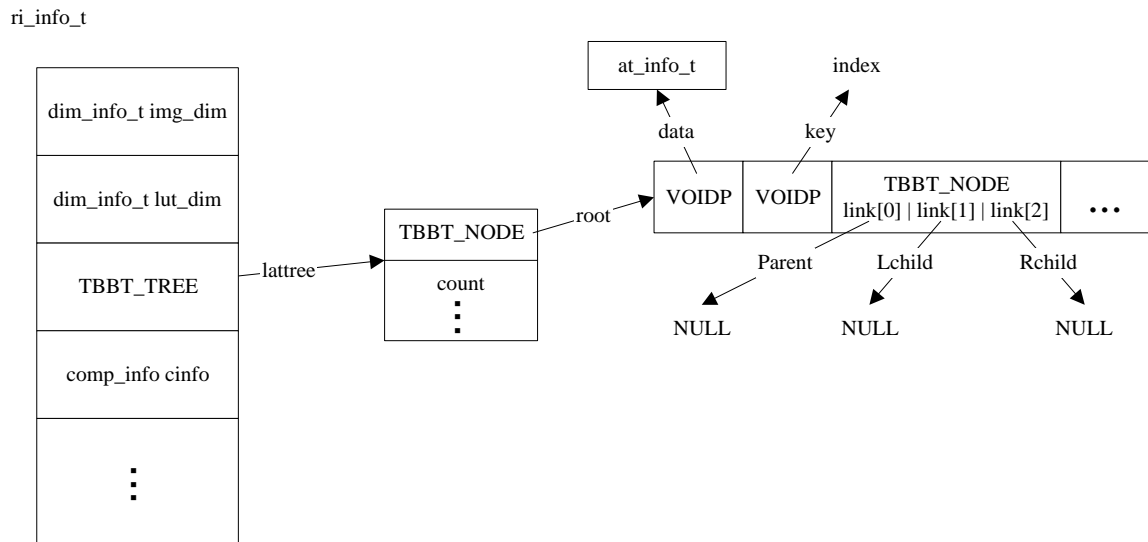 ri_info_t
dim_info_t img_dim
dim_info_t lut_dim
TBBT_TREE
comp_info cinfo
lattree
TBBT_NODE
count
root
at_info_t
index
data
key
VOIDP
VOIDP
TBBT_NODE
link[0] | link[1] | link[2]
...
Parent
Lchild
Rchild
NULL
NULL
NULL